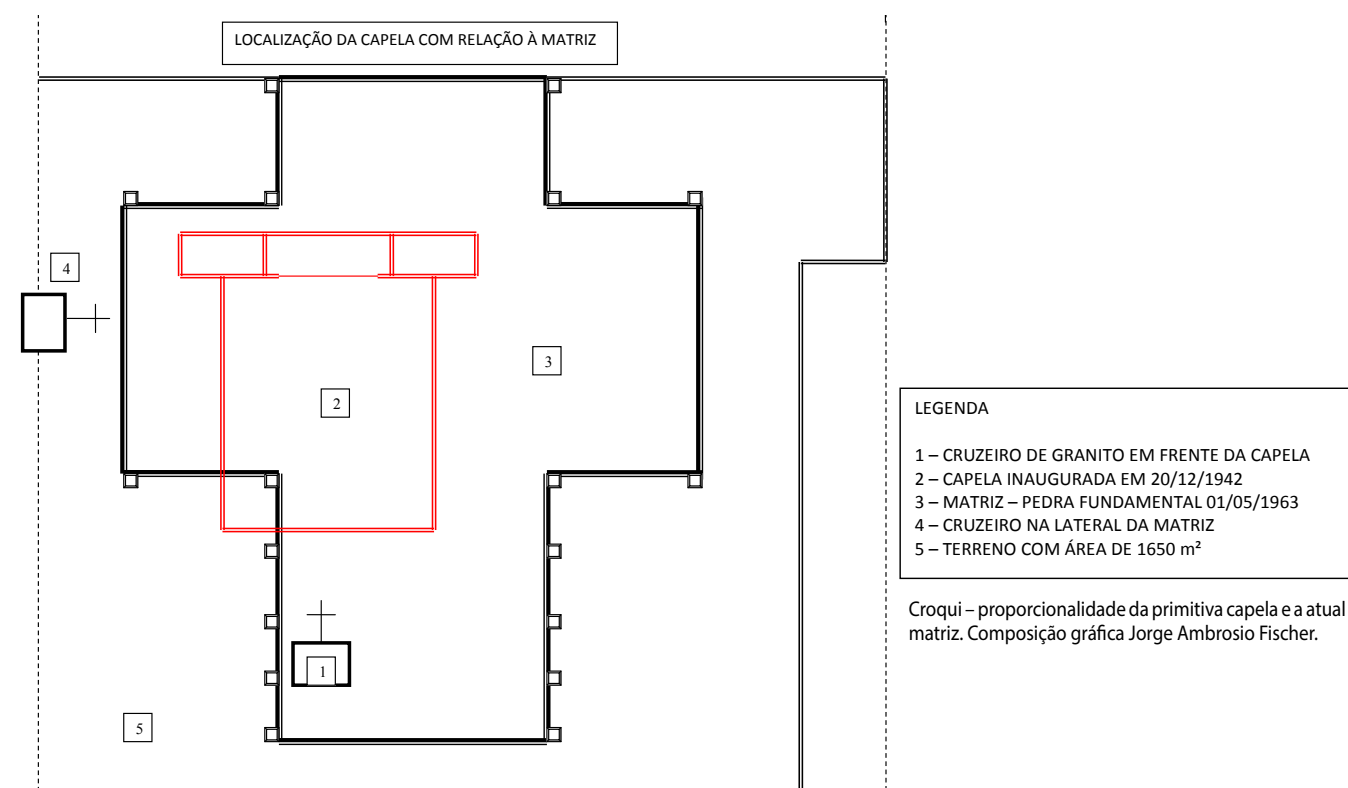 LOCALIZAÇÃO DA CAPELA COM RELAÇÃO À MATRIZ
4
3
2
1
5
LEGENDA
1 – CRUZEIRO DE GRANITO EM FRENTE DA CAPELA
2 – CAPELA INAUGURADA EM 20/12/1942
3 – MATRIZ – PEDRA FUNDAMENTAL 01/05/1963
4 – CRUZEIRO NA LATERAL DA MATRIZ
5 – TERRENO COM ÁREA DE 1650 m²
Croqui – proporcionalidade da primitiva capela e a atual
matriz. Composição gráfica Jorge Ambrosio Fischer.